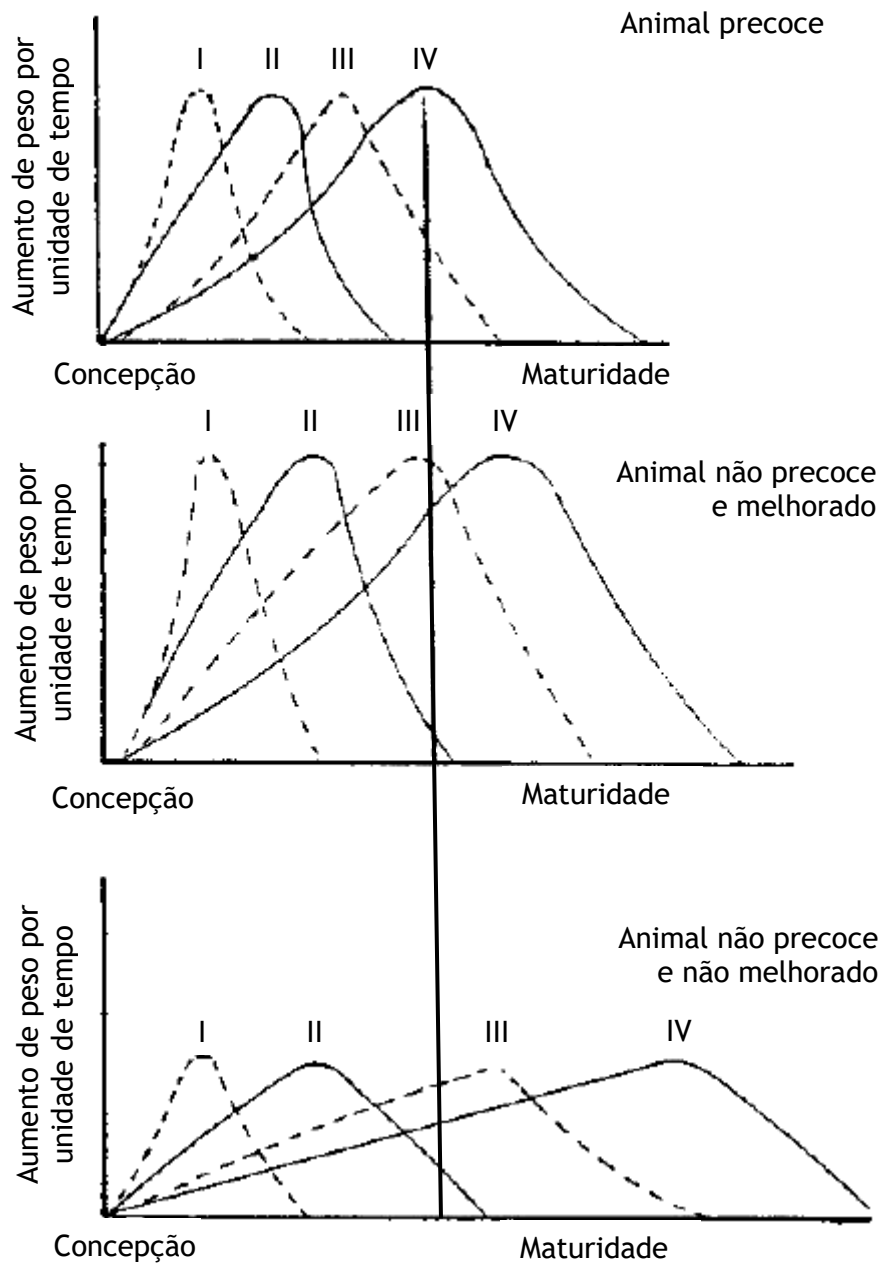 Animal precoce
I II III IV
Aumento de peso por
unidade de tempo
Concepção Maturidade
I II III IV
Animal não precoce
e melhorado
Aumento de peso por
unidade de tempo
Concepção Maturidade
Animal não precoce
e não melhorado
I II III IV
Aumento de peso por
unidade de tempo
Concepção Maturidade